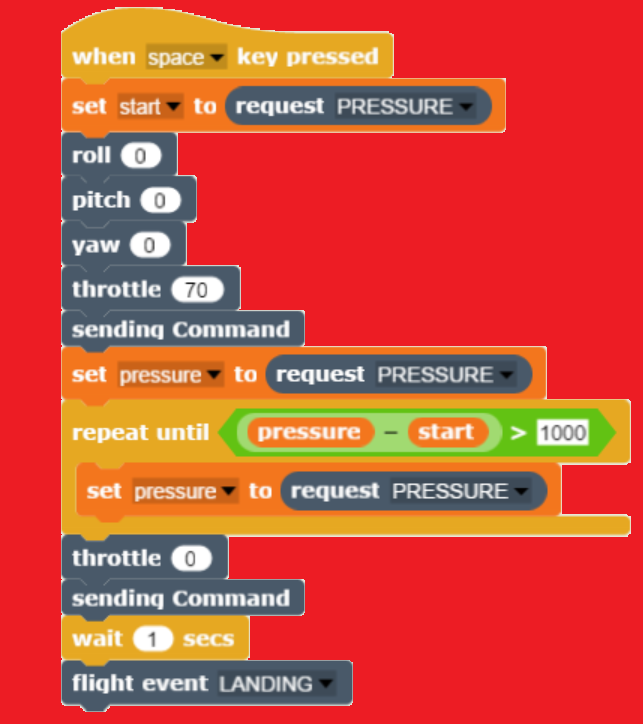 when space key pressed
set start to request PRESSURE
roll 0
pitch 0
yaw 0
throttle 70
sending Command
set pressure to request PRESSURE
repeat until pressure - start > 1000
set pressure to request PRESSURE
throttle 0
sending Command
wait 1 secs
flight event LANDING